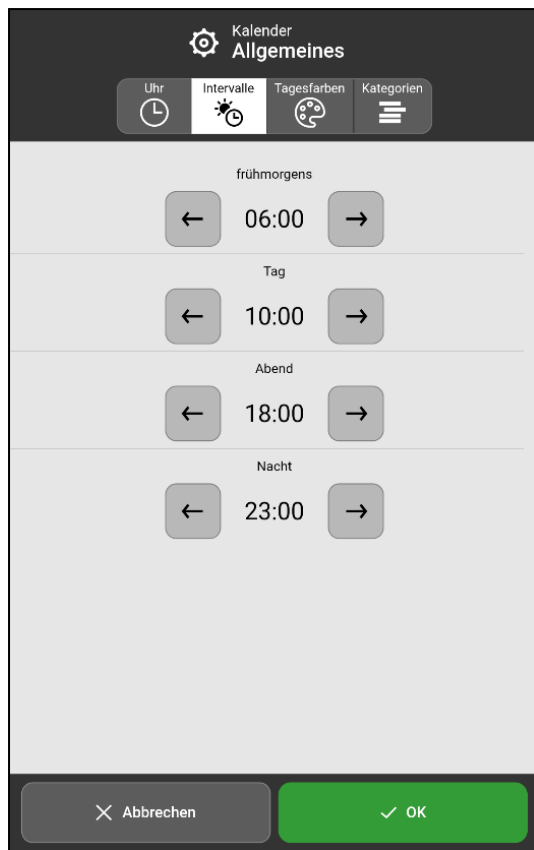 Kalender
Allgemeines
Uhr Intervalle Tagesfarben Kategorien
frühmorgens
← 06:00 →
Tag
← 10:00 →
Abend
← 18:00 →
Nacht
← 23:00 →
Abbrechen OK